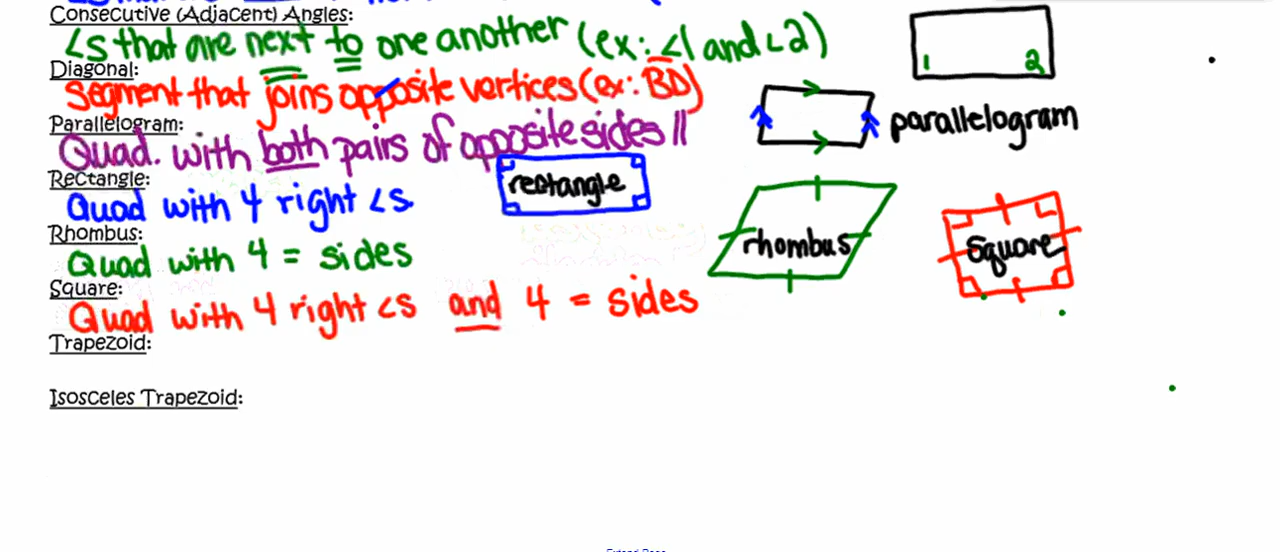 Consecutive (Adjacent) Angles:
∠s that are next to one another (ex: ∠1 and ∠2)
1 2
Diagonal:
Segment that joins opposite vertices (ex: BD)
Parallelogram:
parallelogram
Quad. with both pairs of opposite sides ||
Rectangle:
rectangle
Quad with 4 right ∠s.
Rhombus:
rhombus
square
Quad with 4 = sides
Square:
Quad with 4 right ∠s and 4 = sides
Trapezoid:
Isosceles Trapezoid: